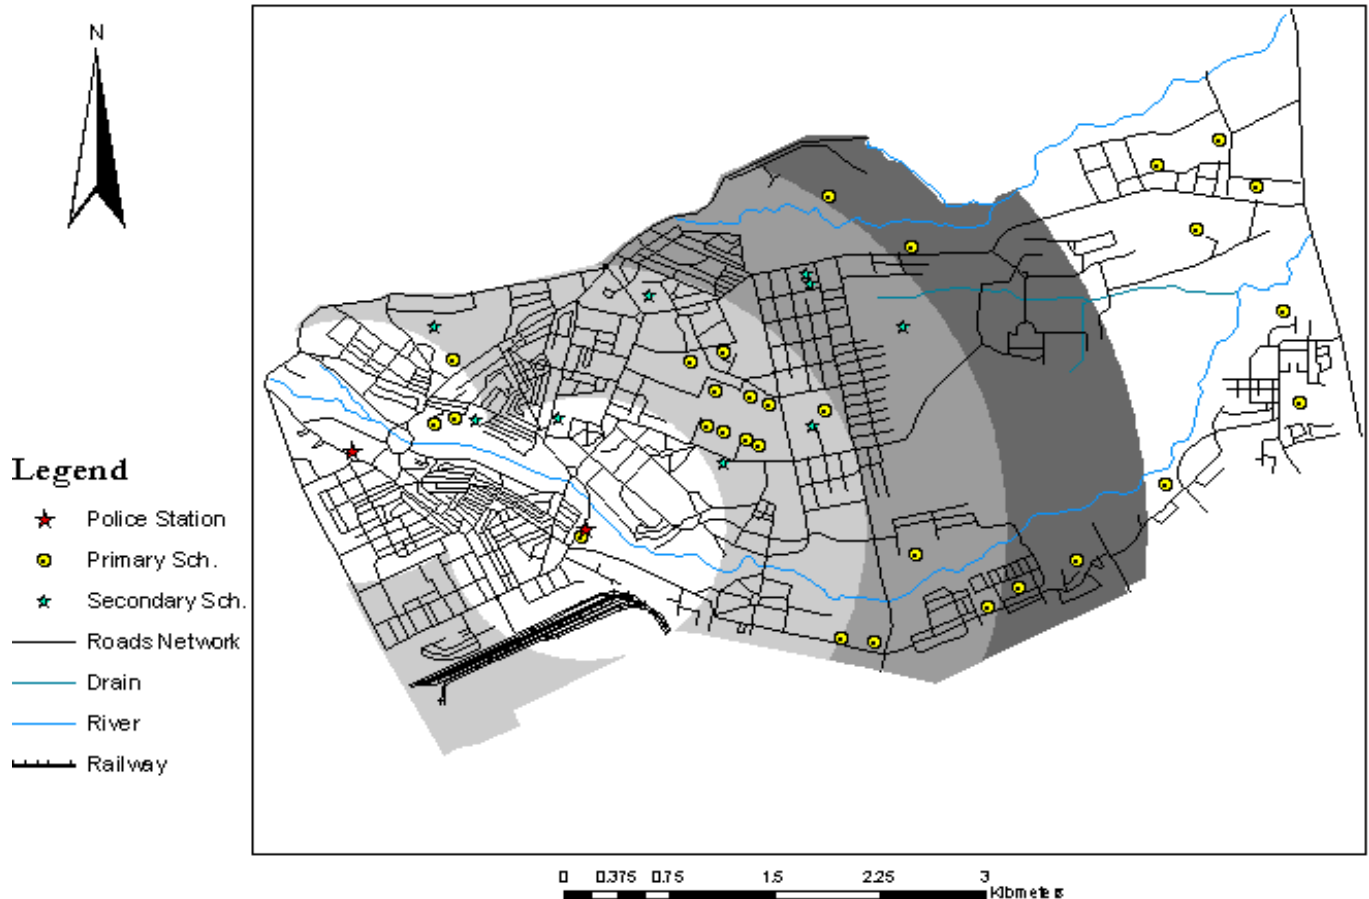 N
Legend
Police Station
Primary Sch.
Secondary Sch.
Roads Network
Drain
River
Railway
0 0.375 0.75 1.5 2.25 3
Kilometers